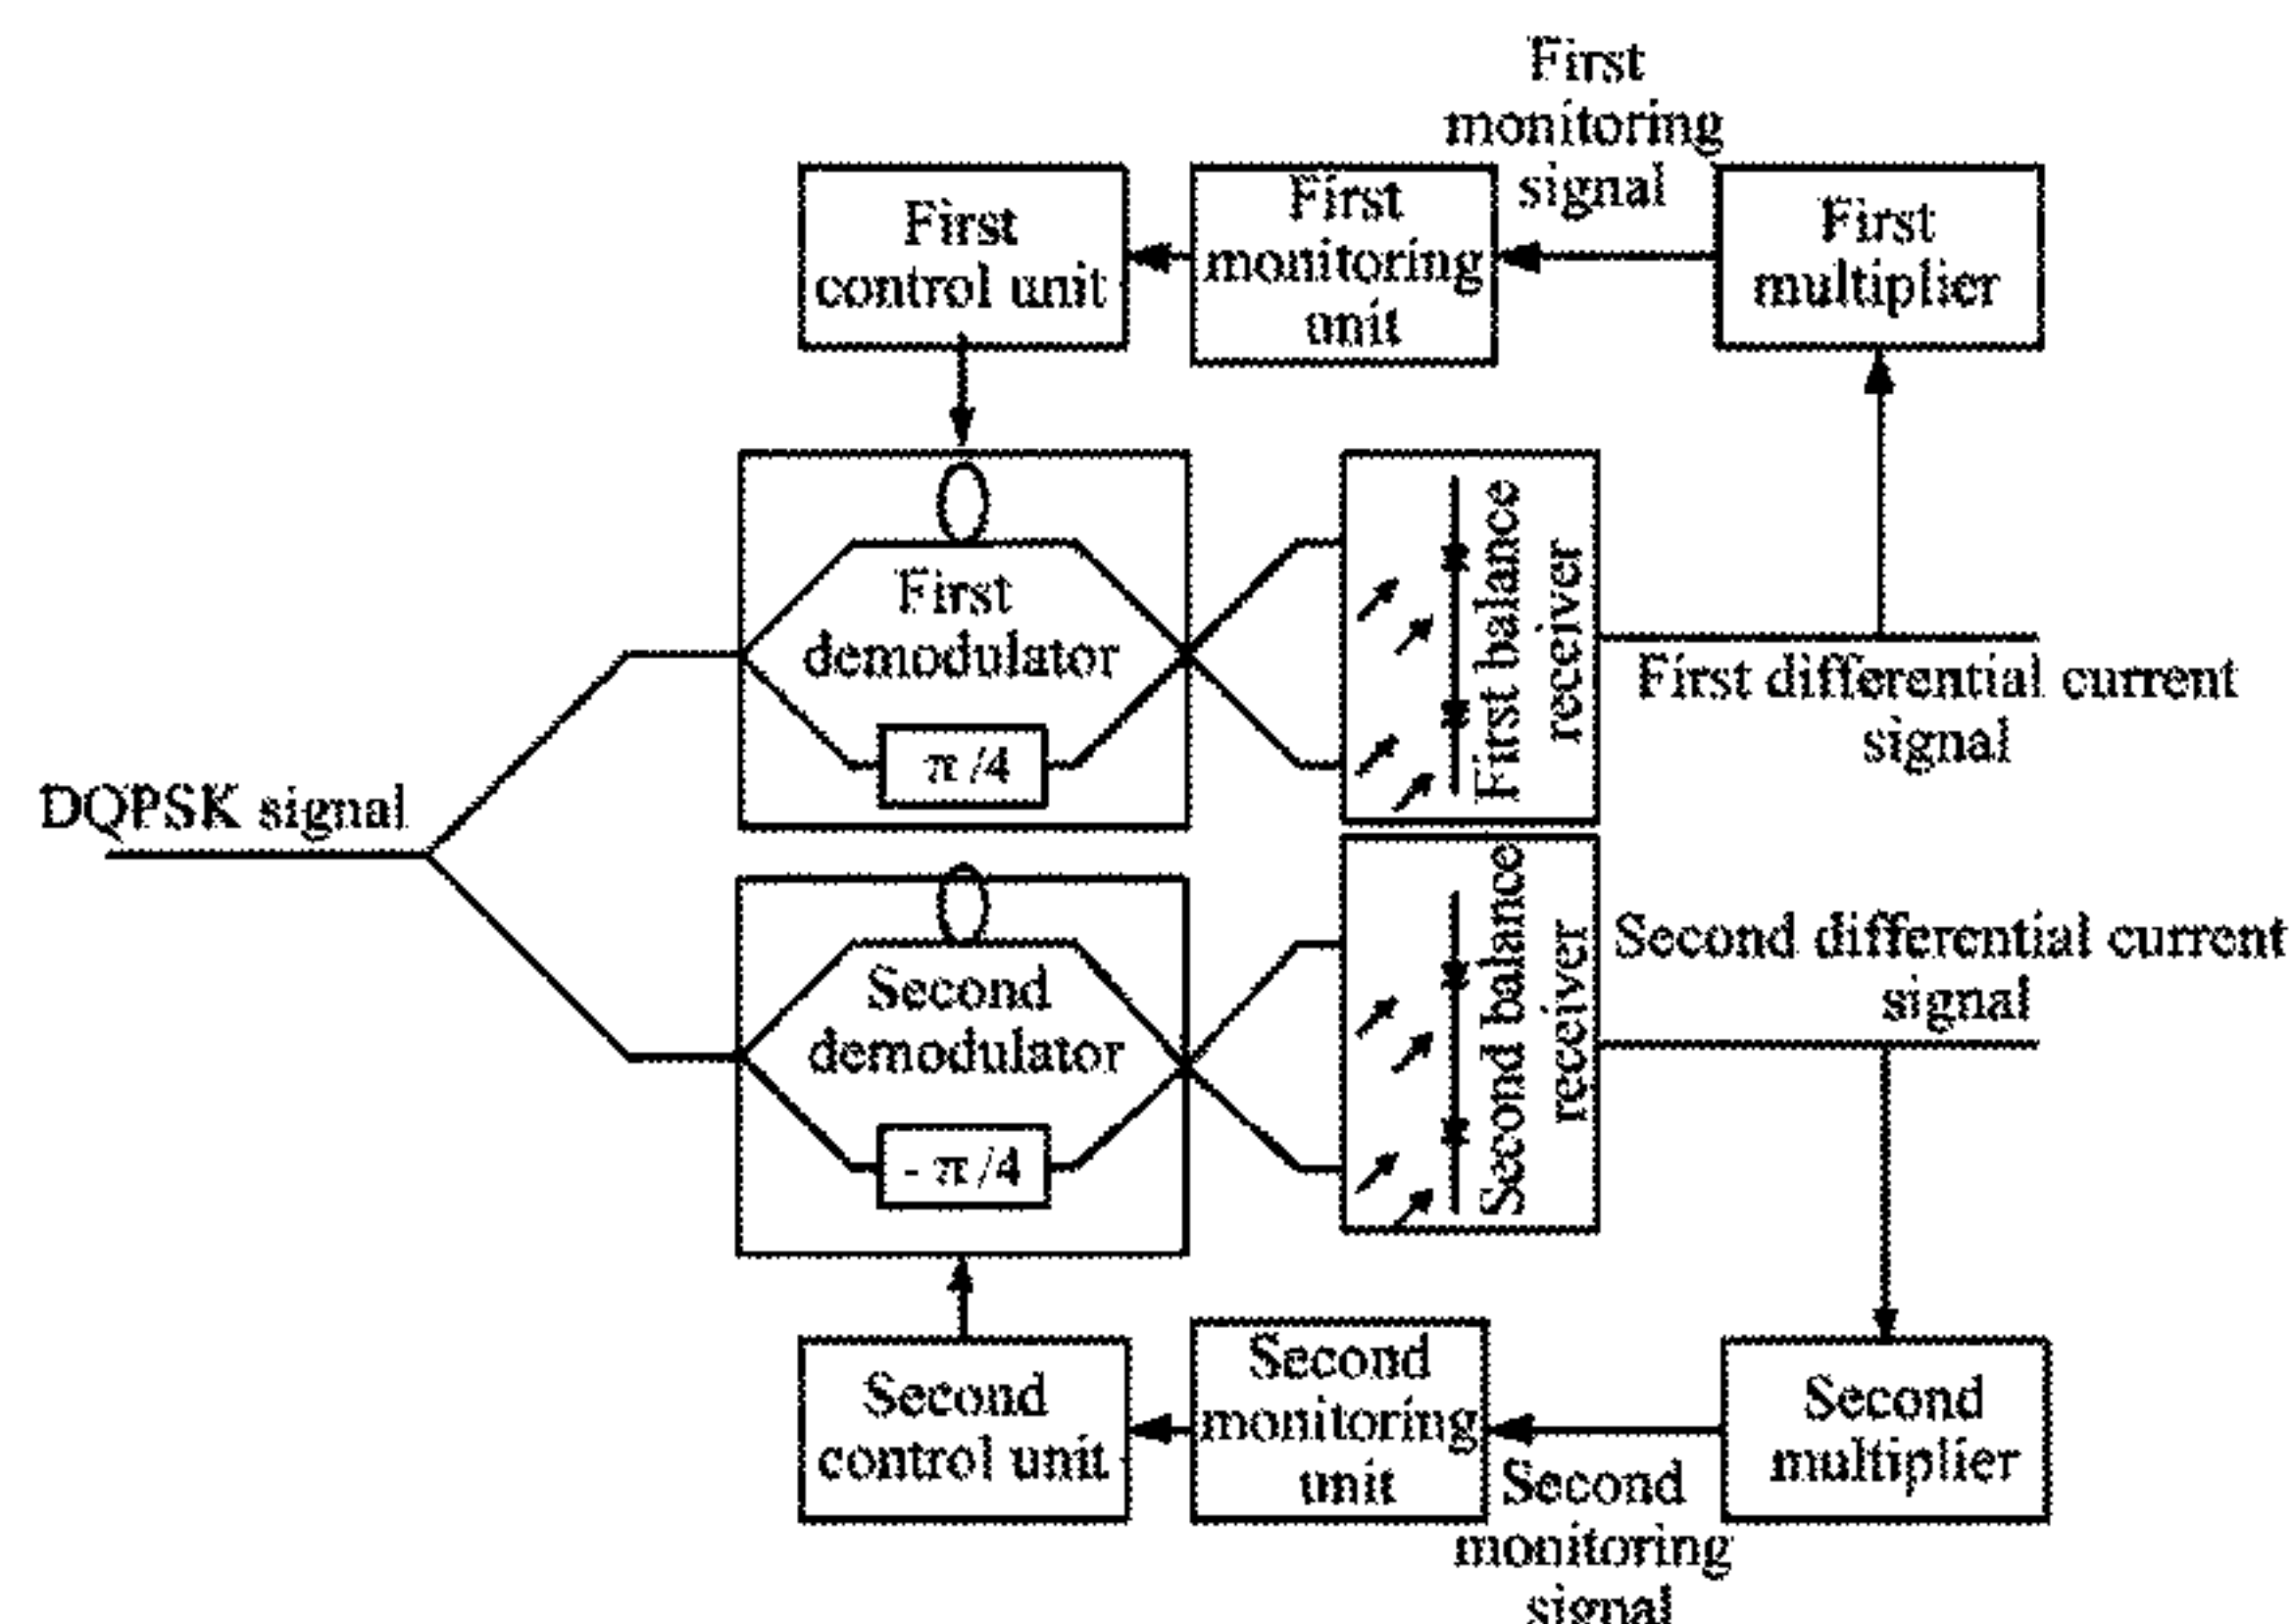 First
monitoring
signal
First
control unit
First
monitoring
unit
First
multiplier
First
demodulator
π/4
First balance
receiver
First differential current
signal
DQPSK signal
Second
demodulator
- π/4
Second balance
receiver
Second differential current
signal
Second
control unit
Second
monitoring
unit
Second
monitoring
signal
Second
multiplier